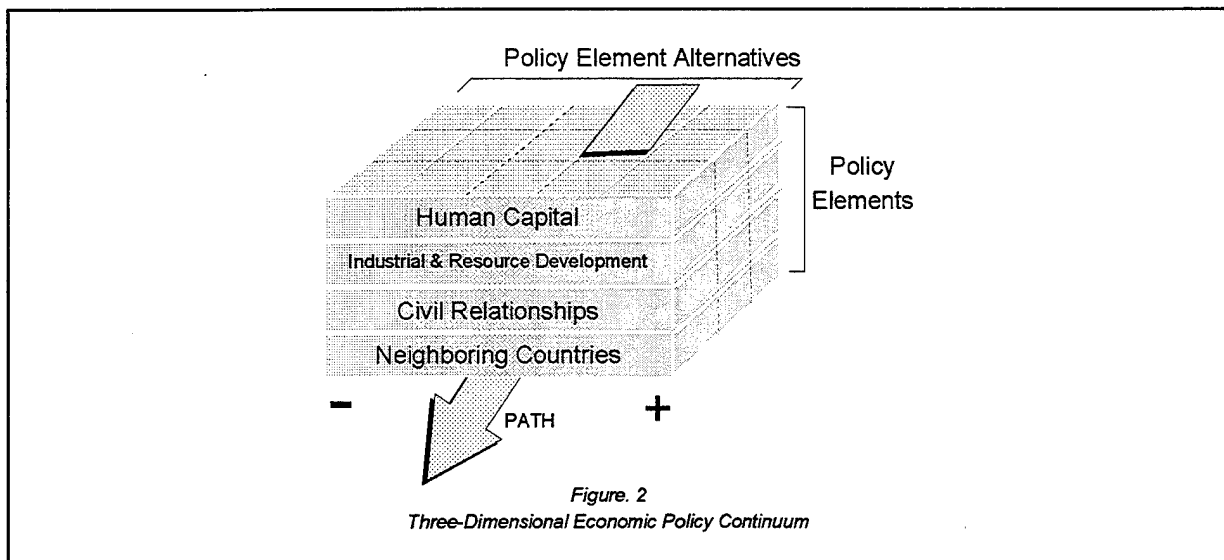 Policy Element Alternatives
Policy
Elements
Human Capital
Industrial & Resource Development
Civil Relationships
Neighboring Countries
-
+
PATH
Figure. 2
Three-Dimensional Economic Policy Continuum